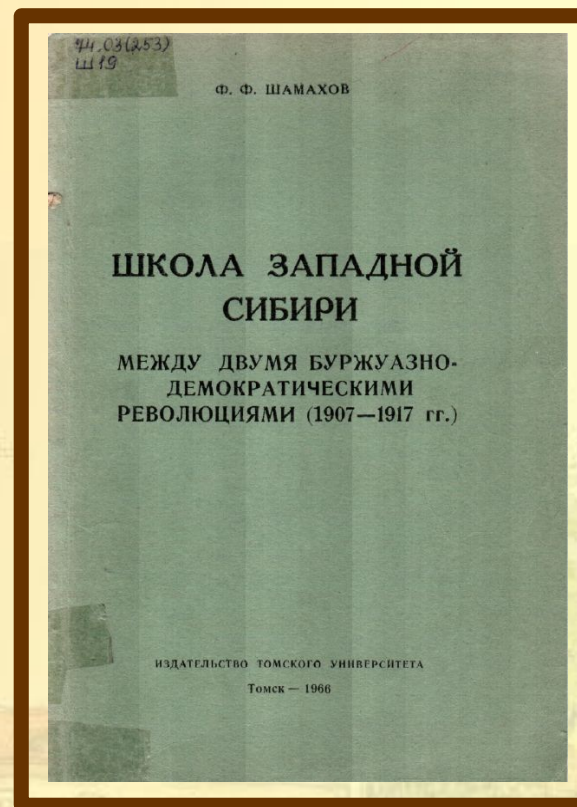 74.03(253)
Ш19
Ф. Ф. ШАМАХОВ
ШКОЛА ЗАПАДНОЙ
СИБИРИ
МЕЖДУ ДВУМЯ БУРЖУАЗНО-
ДЕМОКРАТИЧЕСКИМИ
РЕВОЛЮЦИЯМИ (1907—1917 гг.)
ИЗДАТЕЛЬСТВО ТОМСКОГО УНИВЕРСИТЕТА
Томск — 1966